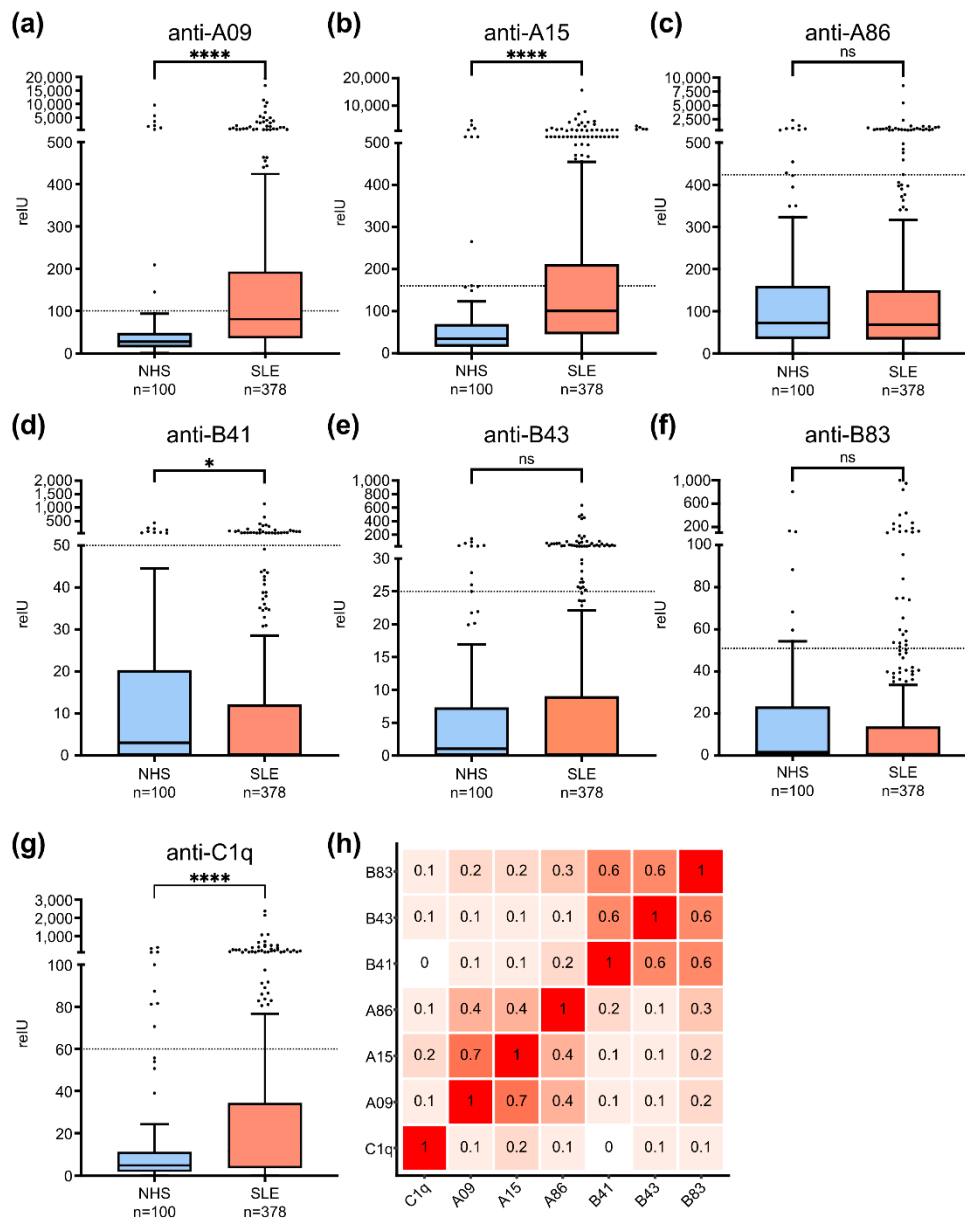 (a)
anti-A09
****
20,000
15,000
10,000
5,000
500
400
300
200
100
0
relU
NHS
n=100
SLE
n=378
(b)
anti-A15
****
20,000
10,000
500
400
300
200
100
0
relU
NHS
n=100
SLE
n=378
(c)
anti-A86
ns
10,000
7,500
5,000
2,500
500
400
300
200
100
0
relU
NHS
n=100
SLE
n=378
(d)
anti-B41
*
2,000
1,500
1,000
500
50
40
30
20
10
0
relU
NHS
n=100
SLE
n=378
(e)
anti-B43
ns
1,000
800
600
400
200
30
25
20
15
10
5
0
relU
NHS
n=100
SLE
n=378
(f)
anti-B83
ns
1,000
800
600
400
200
100
80
60
40
20
0
relU
NHS
n=100
SLE
n=378
(g)
anti-C1q
****
3,000
2,000
1,000
100
80
60
40
20
0
relU
NHS
n=100
SLE
n=378
(h)
B83 0.1 0.2 0.2 0.3 0.6 0.6 1
B43 0.1 0.1 0.1 0.1 0.6 1 0.6
B41 0 0.1 0.1 0.2 1 0.6 0.6
A86 0.1 0.4 0.4 1 0.2 0.1 0.3
A15 0.2 0.7 1 0.4 0.1 0.1 0.2
A09 0.1 1 0.7 0.4 0.1 0.1 0.2
C1q 1 0.1 0.2 0.1 0 0.1 0.1
C1q A09 A15 A86 B41 B43 B83